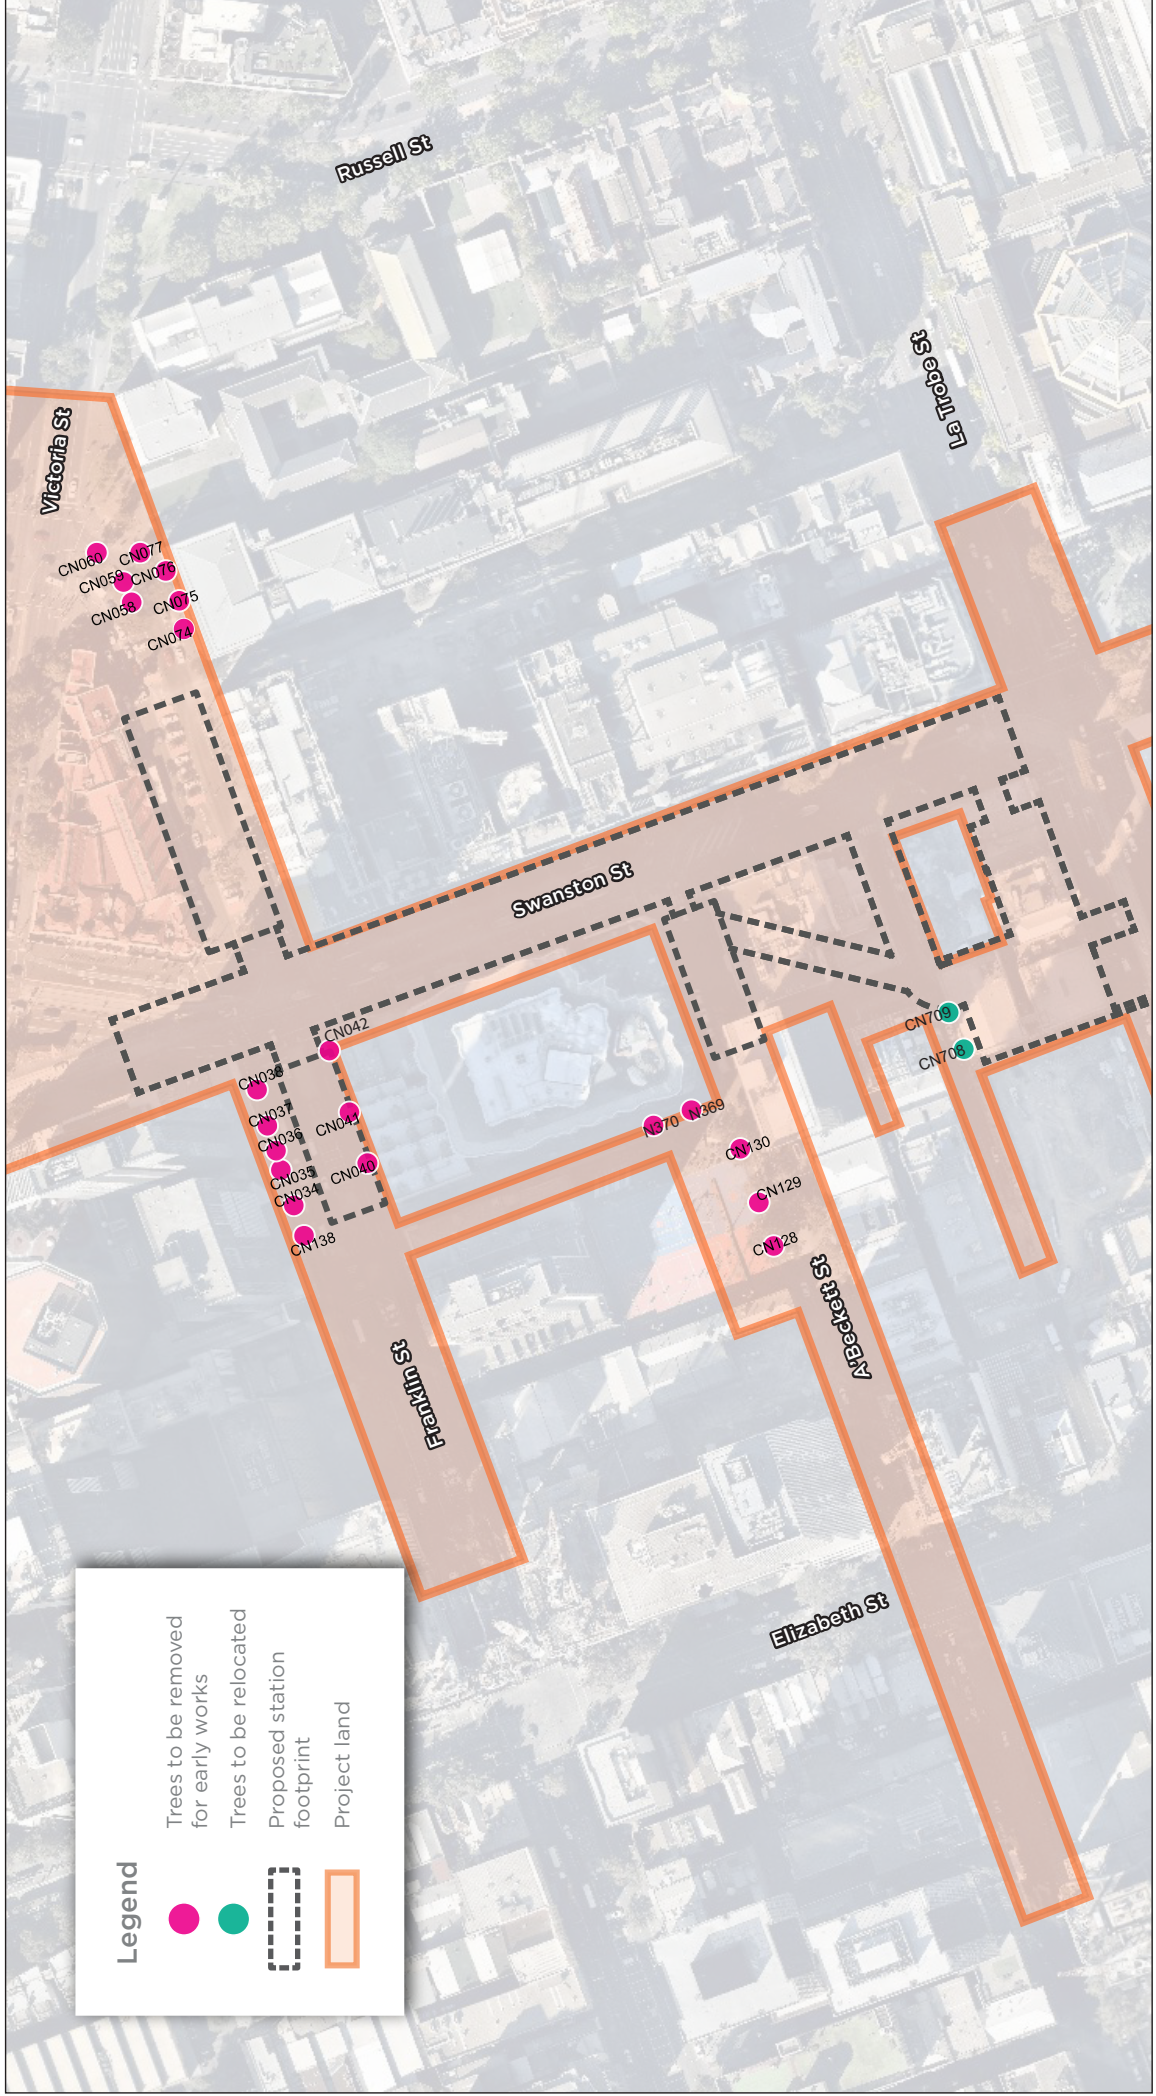 Russell St
Victoria St
La Trobe St
CN060
CN077
CN059
CN076
CN058
CN075
CN074
Swanston St
CN042
CN038
CN037
CN036
CN035
CN034
CN138
CN041
CN040
N370
N369
CN130
CN129
CN128
CN709
CN708
Franklin St
A'Beckett St
Elizabeth St
Legend
Trees to be removed
for early works
Trees to be relocated
Proposed station
footprint
Project land